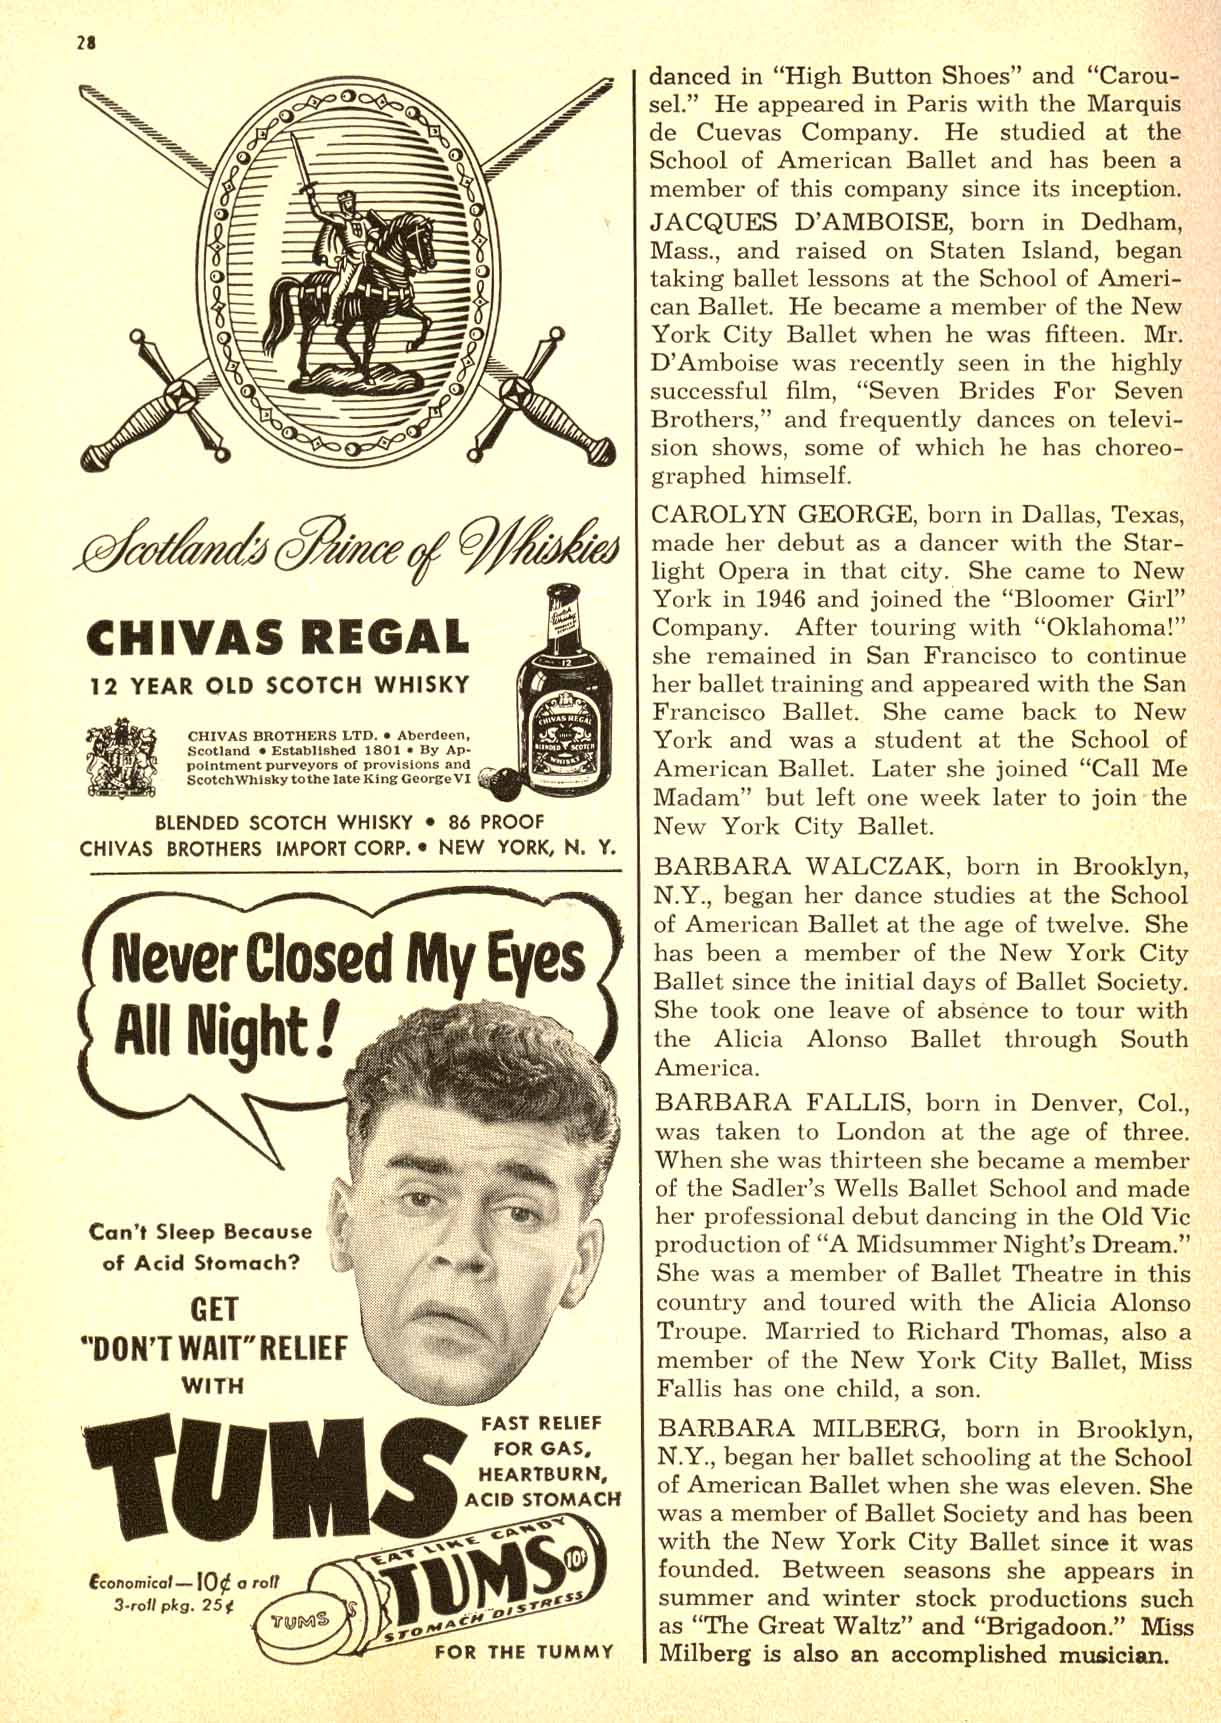 28
Scotland's Prince of Whiskies
CHIVAS REGAL
12 YEAR OLD SCOTCH WHISKY
CHIVAS BROTHERS LTD. • Aberdeen,
Scotland • Established 1801 • By Ap-
pointment purveyors of provisions and
Scotch Whisky to the late King George VI
12
CHIVAS REGAL
BLENDED SCOTCH
WHISKY
BLENDED SCOTCH WHISKY • 86 PROOF
CHIVAS BROTHERS IMPORT CORP. • NEW YORK, N. Y.
Never Closed My Eyes
All Night!
Can't Sleep Because
of Acid Stomach?
GET
"DON'T WAIT" RELIEF
WITH
TUMS
FAST RELIEF
FOR GAS,
HEARTBURN,
ACID STOMACH
Economical—10¢ a roll
3-roll pkg. 25¢
TUMS
EAT LIKE CANDY
TUMS
10¢
STOMACH DISTRESS
FOR THE TUMMY
danced in “High Button Shoes” and “Carou-
sel.” He appeared in Paris with the Marquis
de Cuevas Company. He studied at the
School of American Ballet and has been a
member of this company since its inception.
JACQUES D'AMBOISE, born in Dedham,
Mass., and raised on Staten Island, began
taking ballet lessons at the School of Ameri-
can Ballet. He became a member of the New
York City Ballet when he was fifteen. Mr.
D'Amboise was recently seen in the highly
successful film, “Seven Brides For Seven
Brothers,” and frequently dances on televi-
sion shows, some of which he has choreo-
graphed himself.
CAROLYN GEORGE, born in Dallas, Texas,
made her debut as a dancer with the Star-
light Opera in that city. She came to New
York in 1946 and joined the “Bloomer Girl”
Company. After touring with “Oklahoma!”
she remained in San Francisco to continue
her ballet training and appeared with the San
Francisco Ballet. She came back to New
York and was a student at the School of
American Ballet. Later she joined “Call Me
Madam” but left one week later to join the
New York City Ballet.
BARBARA WALCZAK, born in Brooklyn,
N.Y., began her dance studies at the School
of American Ballet at the age of twelve. She
has been a member of the New York City
Ballet since the initial days of Ballet Society.
She took one leave of absence to tour with
the Alicia Alonso Ballet through South
America.
BARBARA FALLIS, born in Denver, Col.,
was taken to London at the age of three.
When she was thirteen she became a member
of the Sadler's Wells Ballet School and made
her professional debut dancing in the Old Vic
production of “A Midsummer Night's Dream.”
She was a member of Ballet Theatre in this
country and toured with the Alicia Alonso
Troupe. Married to Richard Thomas, also a
member of the New York City Ballet, Miss
Fallis has one child, a son.
BARBARA MILBERG, born in Brooklyn,
N.Y., began her ballet schooling at the School
of American Ballet when she was eleven. She
was a member of Ballet Society and has been
with the New York City Ballet since it was
founded. Between seasons she appears in
summer and winter stock productions such
as “The Great Waltz” and “Brigadoon.” Miss
Milberg is also an accomplished musician.